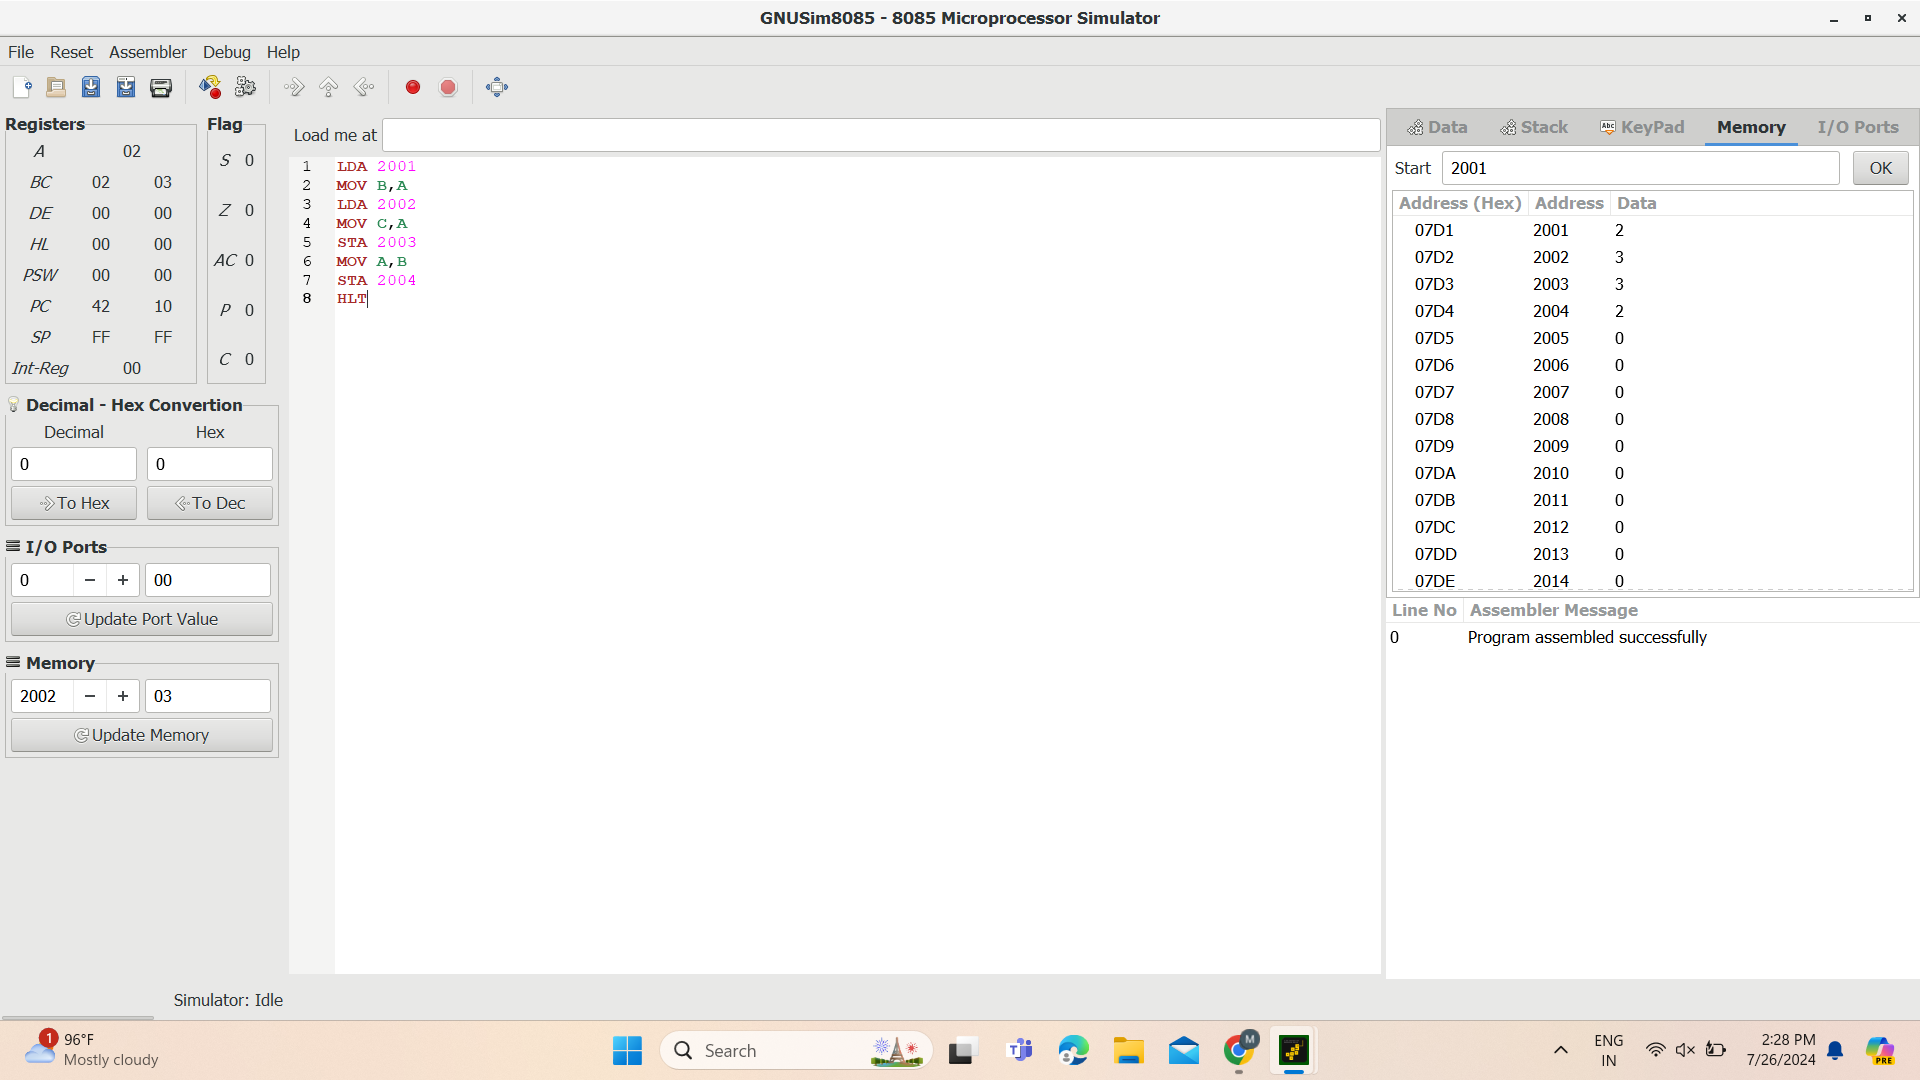 GNUSim8085 - 8085 Microprocessor Simulator
File Reset Assembler Debug Help
Registers
A 02
BC 02 03
DE 00 00
HL 00 00
PSW 00 00
PC 42 10
SP FF FF
Int-Reg 00
Flag
S 0
Z 0
AC 0
P 0
C 0
Decimal - Hex Convertion
Decimal Hex
0 0
To Hex To Dec
I/O Ports
0 − + 00
Update Port Value
Memory
2002 − + 03
Update Memory
Load me at
1 LDA 2001
2 MOV B,A
3 LDA 2002
4 MOV C,A
5 STA 2003
6 MOV A,B
7 STA 2004
8 HLT
Data Stack Abc KeyPad Memory I/O Ports
Start 2001 OK
Address (Hex) Address Data
07D1 2001 2
07D2 2002 3
07D3 2003 3
07D4 2004 2
07D5 2005 0
07D6 2006 0
07D7 2007 0
07D8 2008 0
07D9 2009 0
07DA 2010 0
07DB 2011 0
07DC 2012 0
07DD 2013 0
07DE 2014 0
Line No Assembler Message
0 Program assembled successfully
Simulator: Idle
1 96°F
Mostly cloudy
Search
M
ENG
IN
2:28 PM
7/26/2024
PRE